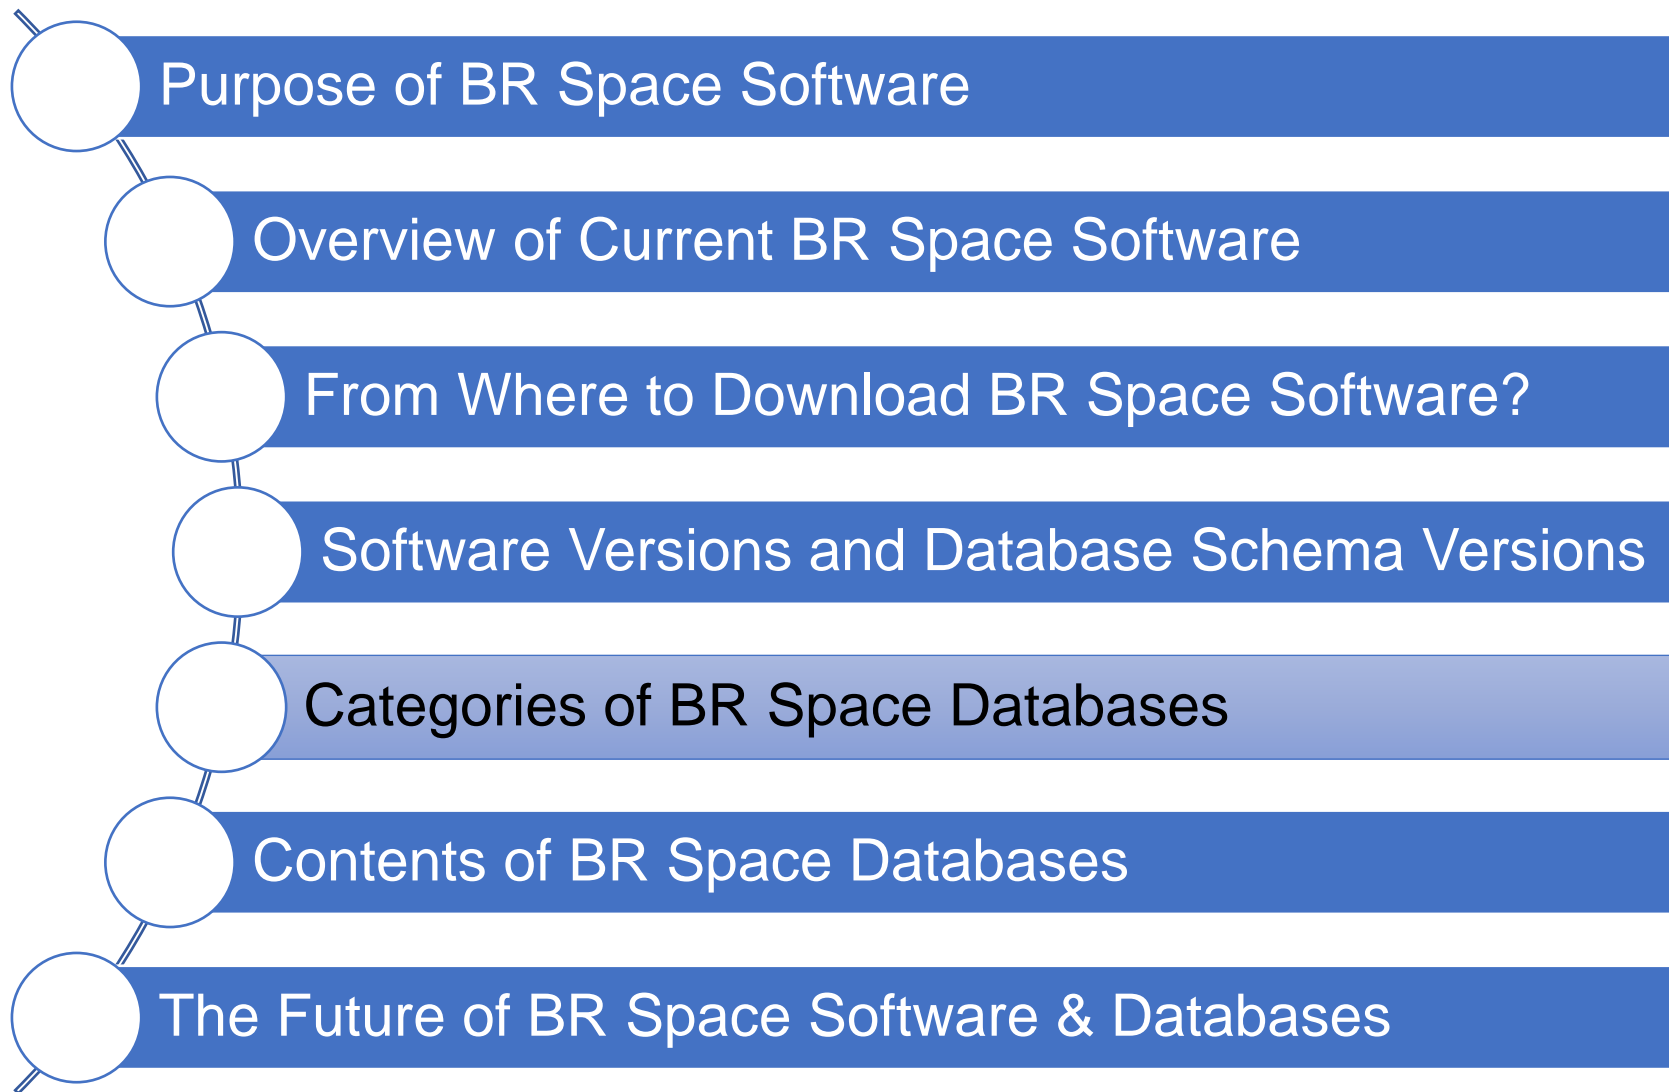 Purpose of BR Space Software
Overview of Current BR Space Software
From Where to Download BR Space Software?
Software Versions and Database Schema Versions
Categories of BR Space Databases
Contents of BR Space Databases
The Future of BR Space Software & Databases